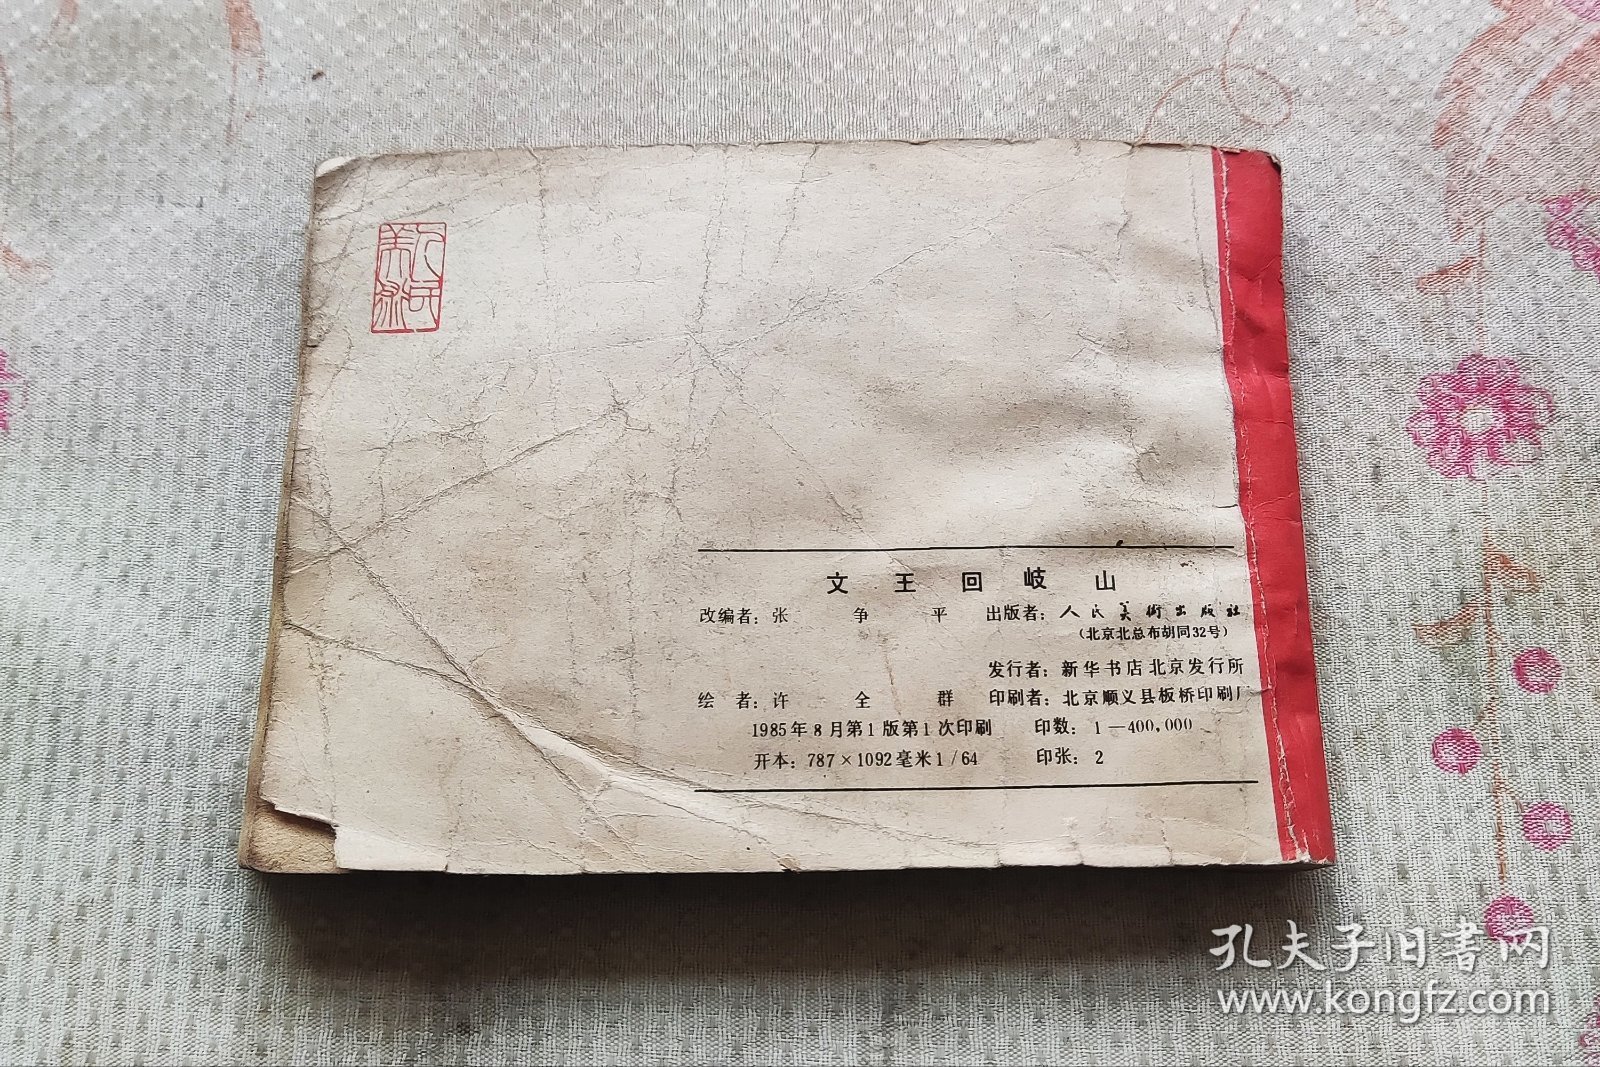 人民美術
文王回岐山
改编者：张争平 出版者：人民美術出版社
（北京北总布胡同32号）
发行者：新华书店北京发行所
绘者：许全群 印刷者：北京顺义县板桥印刷厂
1985年8月第1版第1次印刷 印数：1—400,000
开本：787×1092毫米1/64 印张：2
孔夫子旧书网
www.kongfz.com